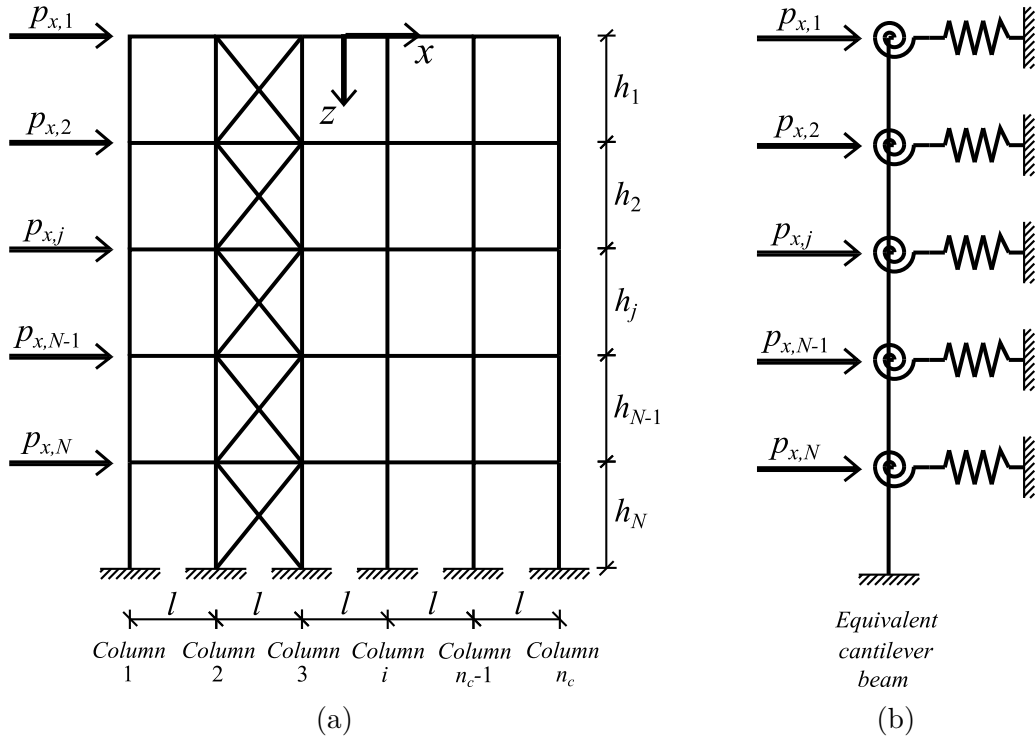 p_{x,1}
p_{x,2}
p_{x,j}
p_{x,N-1}
p_{x,N}
x
z
h_1
h_2
h_j
h_{N-1}
h_N
l l l l l
Column 1
Column 2
Column 3
Column i
Column n_c-1
Column n_c
(a)
p_{x,1}
p_{x,2}
p_{x,j}
p_{x,N-1}
p_{x,N}
Equivalent
cantilever
beam
(b)